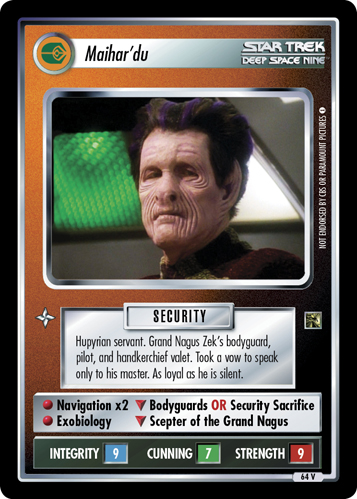 Maihar'du
STAR TREK
DEEP SPACE NINE
NOT ENDORSED BY CBS OR PARAMOUNT PICTURES
SECURITY
Hupyrian servant. Grand Nagus Zek's bodyguard,
pilot, and handkerchief valet. Took a vow to speak
only to his master. As loyal as he is silent.
Navigation x2 Bodyguards OR Security Sacrifice
Exobiology Scepter of the Grand Nagus
INTEGRITY 9 CUNNING 7 STRENGTH 9
64 V